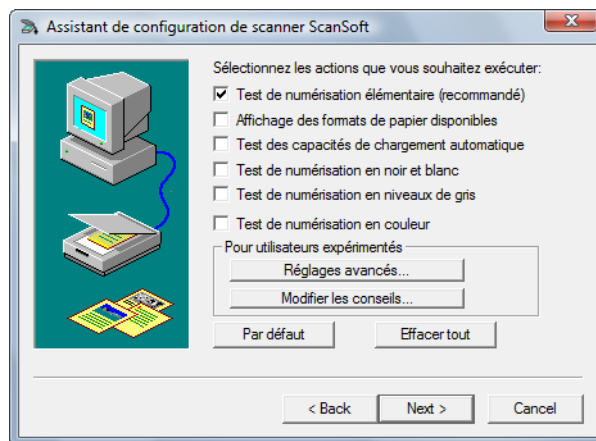 Assistant de configuration de scanner ScanSoft
Sélectionnez les actions que vous souhaitez exécuter:
Test de numérisation élémentaire (recommandé)
Affichage des formats de papier disponibles
Test des capacités de chargement automatique
Test de numérisation en noir et blanc
Test de numérisation en niveaux de gris
Test de numérisation en couleur
Pour utilisateurs expérimentés
Réglages avancés...
Modifier les conseils...
Par défaut
Effacer tout
< Back
Next >
Cancel